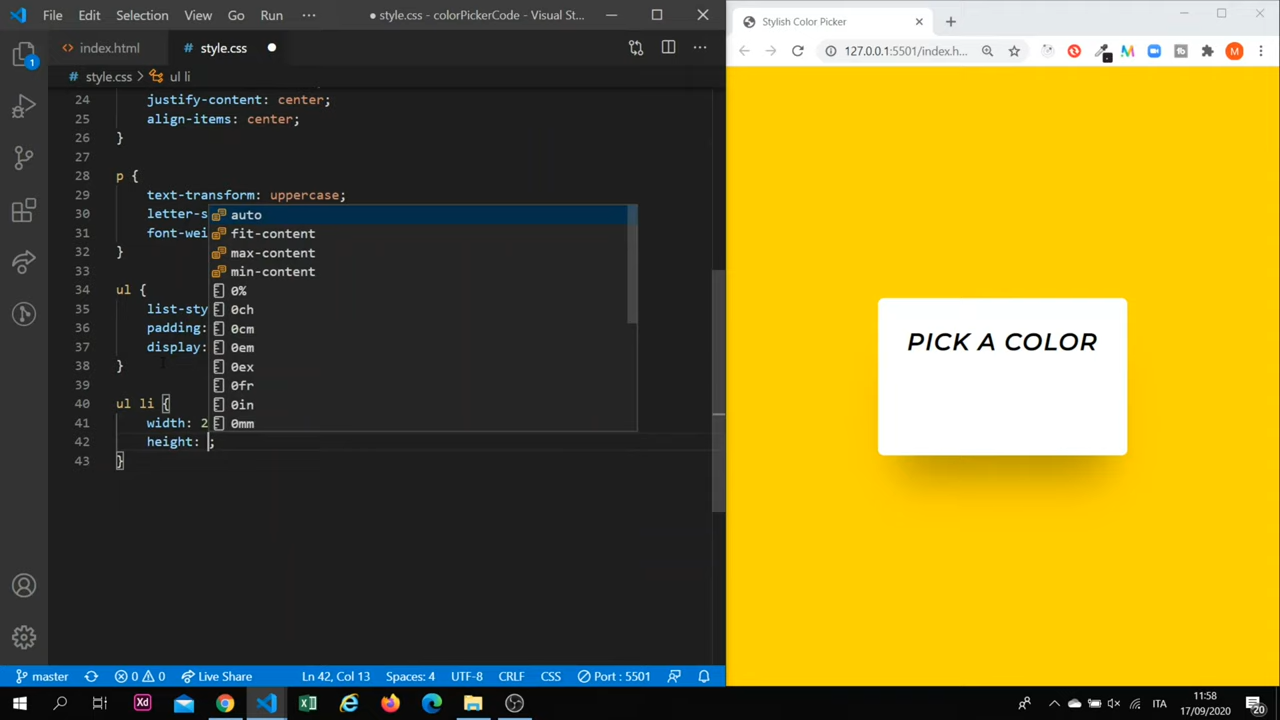 File Edit Selection View Go Run ··· ● style.css - colorPickerCode - Visual St...
index.html # style.css ●
# style.css > ul li
24 justify-content: center;
25 align-items: center;
26 }
27
28 p {
29 text-transform: uppercase;
30 letter-s
31 font-wei
32 }
33
34 ul {
35 list-sty
36 padding:
37 display:
38 }
39
40 ul li {
41 width: 2
42 height: ;
43 }
auto
fit-content
max-content
min-content
0%
0ch
0cm
0em
0ex
0fr
0in
0mm
1
master 0 0 Live Share Ln 42, Col 13 Spaces: 4 UTF-8 CRLF CSS Port : 5501
Stylish Color Picker
127.0.0.1:5501/index.h...
M
PICK A COLOR
Xd
ITA
11:58
17/09/2020
20